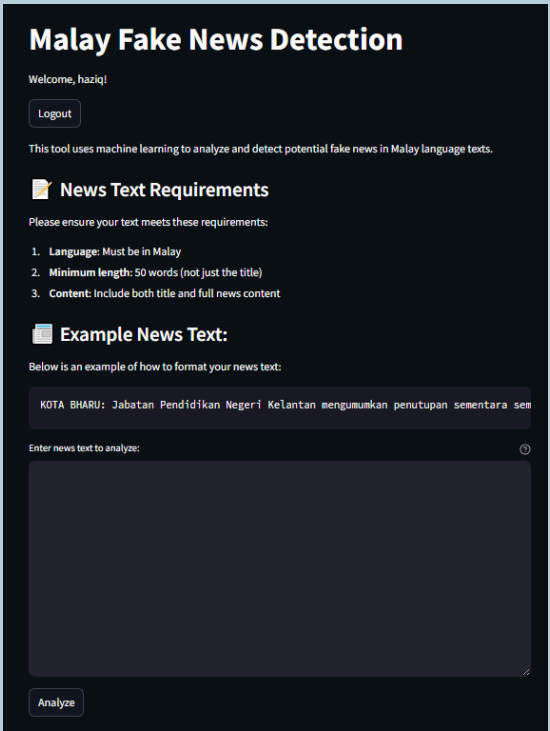 Malay Fake News Detection
Welcome, haziq!
Logout
This tool uses machine learning to analyze and detect potential fake news in Malay language texts.
📝 News Text Requirements
Please ensure your text meets these requirements:
1. Language: Must be in Malay
2. Minimum length: 50 words (not just the title)
3. Content: Include both title and full news content
📰 Example News Text:
Below is an example of how to format your news text:
KOTA BHARU: Jabatan Pendidikan Negeri Kelantan mengumumkan penutupan sementara sem
Enter news text to analyze:
Analyze